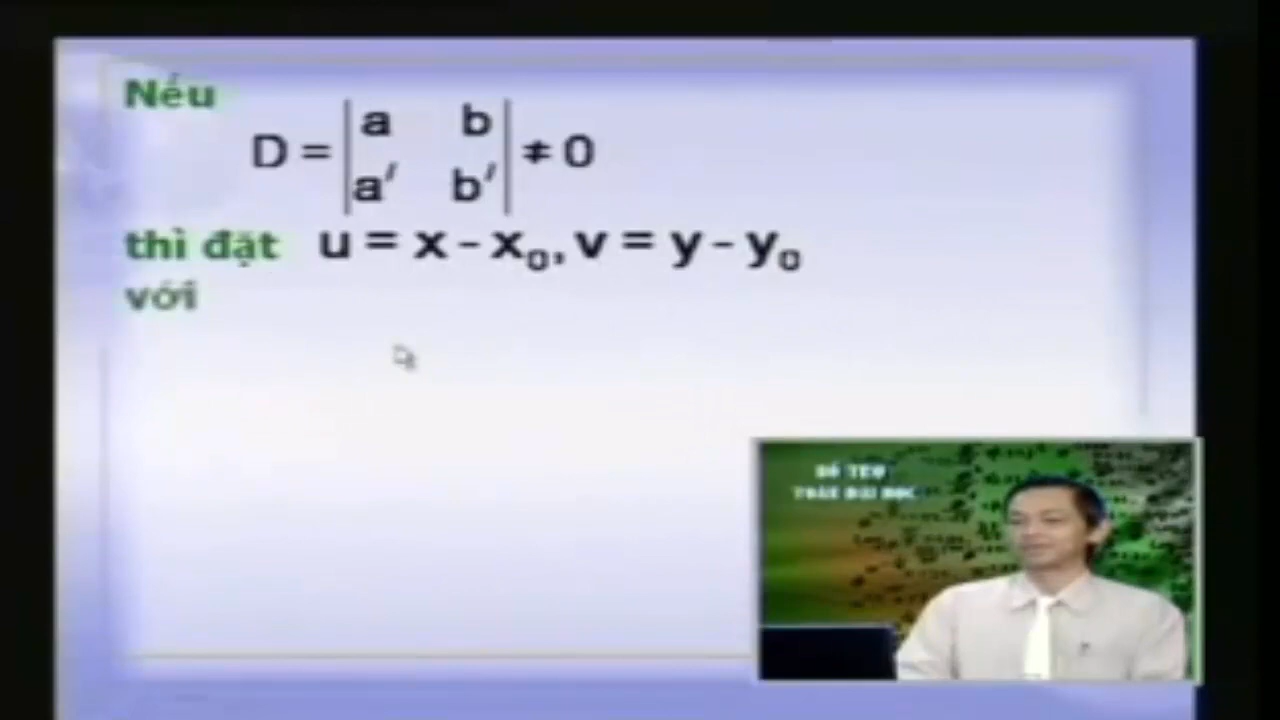 Nếu
D = | a b |
| a′ b′ | ≠ 0
thì đặt u = x - x₀, v = y - y₀
với